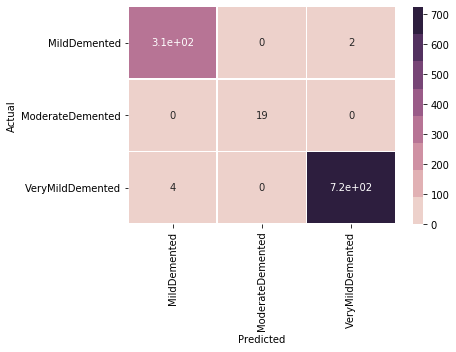 MildDemented 3.1e+02 0 2
ModerateDemented 0 19 0
VeryMildDemented 4 0 7.2e+02
Actual
MildDemented
ModerateDemented
VeryMildDemented
Predicted
700
600
500
400
300
200
100
0